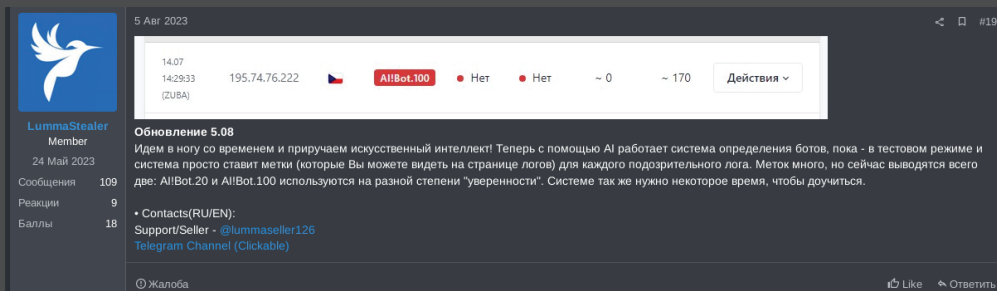 5 Авг 2023
#19
14.07
14:29:33
(ZUBA)
195.74.76.222
AI!Bot.100
Нет
Нет
~ 0
~ 170
Действия
LummaStealer
Member
24 Май 2023
Сообщения 109
Реакции 9
Баллы 18
Обновление 5.08
Идем в ногу со временем и приручаем искусственный интеллект! Теперь с помощью AI работает система определения ботов, пока - в тестовом режиме и
система просто ставит метки (которые Вы можете видеть на странице логов) для каждого подозрительного лога. Меток много, но сейчас выводятся всего
две: AI!Bot.20 и AI!Bot.100 используются на разной степени "уверенности". Системе так же нужно некоторое время, чтобы доучиться.
• Contacts(RU/EN):
Support/Seller - @lummaseller126
Telegram Channel (Clickable)
Жалоба
Like
Ответить